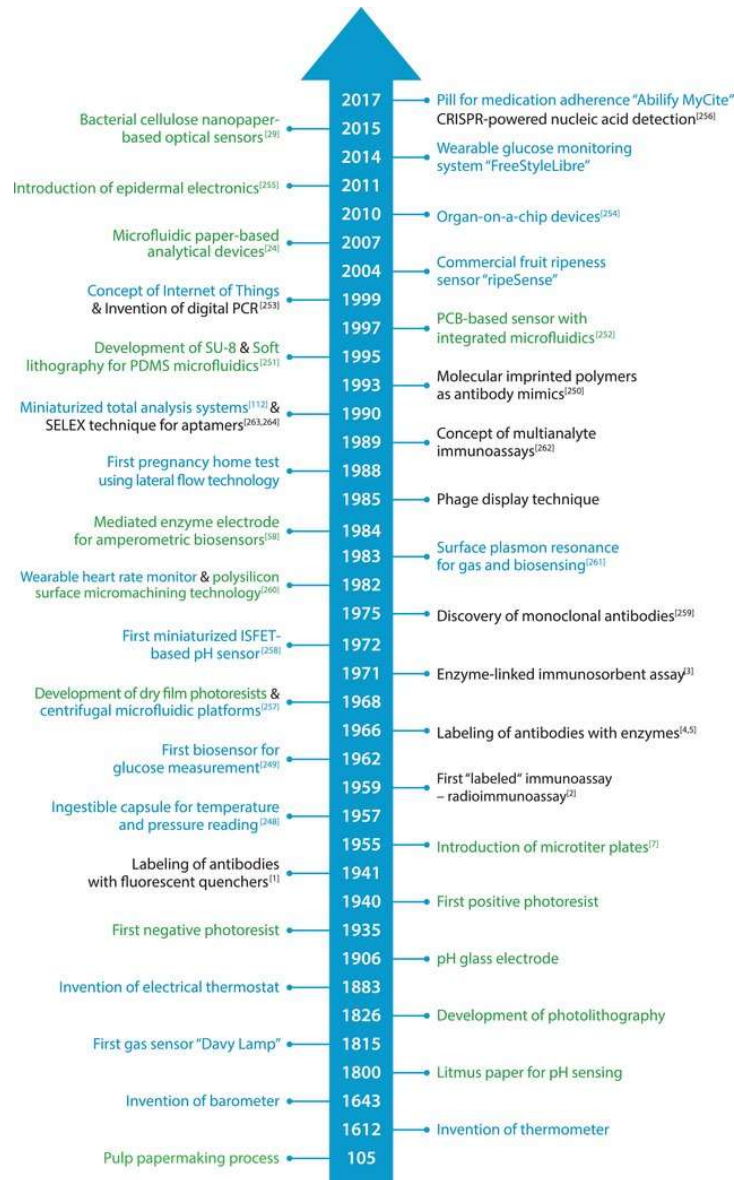 2017
Pill for medication adherence “Abilify MyCite”
CRISPR-powered nucleic acid detection[256]
Bacterial cellulose nanopaper-
based optical sensors[29]
2015
2014
Wearable glucose monitoring
system “FreeStyleLibre”
Introduction of epidermal electronics[255]
2011
2010
Organ-on-a-chip devices[254]
Microfluidic paper-based
analytical devices[24]
2007
2004
Commercial fruit ripeness
sensor “ripeSense”
Concept of Internet of Things
& Invention of digital PCR[253]
1999
1997
PCB-based sensor with
integrated microfluidics[252]
Development of SU-8 & Soft
lithography for PDMS microfluidics[251]
1995
1993
Molecular imprinted polymers
as antibody mimics[250]
Miniaturized total analysis systems[112] &
SELEX technique for aptamers[263,264]
1990
1989
Concept of multianalyte
immunoassays[262]
First pregnancy home test
using lateral flow technology
1988
1985
Phage display technique
Mediated enzyme electrode
for amperometric biosensors[58]
1984
1983
Surface plasmon resonance
for gas and biosensing[261]
Wearable heart rate monitor & polysilicon
surface micromachining technology[260]
1982
1975
Discovery of monoclonal antibodies[259]
First miniaturized ISFET-
based pH sensor[258]
1972
1971
Enzyme-linked immunosorbent assay[3]
Development of dry film photoresists &
centrifugal microfluidic platforms[257]
1968
1966
Labeling of antibodies with enzymes[4,5]
First biosensor for
glucose measurement[249]
1962
1959
First “labeled” immunoassay
– radioimmunoassay[2]
Ingestible capsule for temperature
and pressure reading[248]
1957
1955
Introduction of microtiter plates[7]
Labeling of antibodies
with fluorescent quenchers[1]
1941
1940
First positive photoresist
First negative photoresist
1935
1906
pH glass electrode
Invention of electrical thermostat
1883
1826
Development of photolithography
First gas sensor “Davy Lamp”
1815
1800
Litmus paper for pH sensing
Invention of barometer
1643
1612
Invention of thermometer
Pulp papermaking process
105